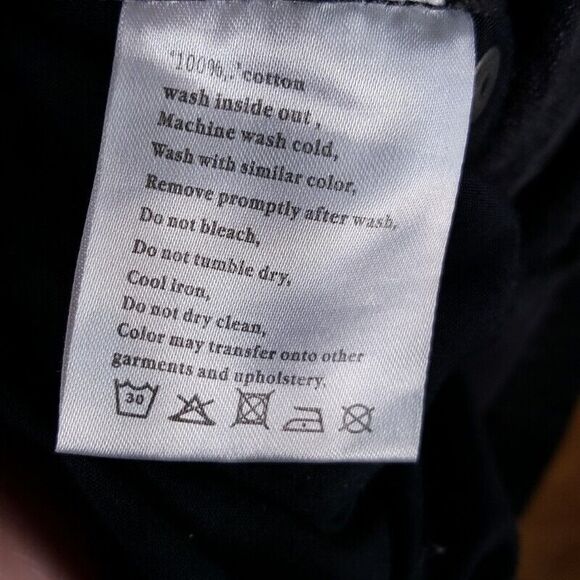 "100%,."cotton
wash inside out,
Machine wash cold,
Wash with similar color,
Remove promptly after wash,
Do not bleach,
Do not tumble dry,
Cool iron,
Do not dry clean,
Color may transfer onto other
garments and upholstery,
30